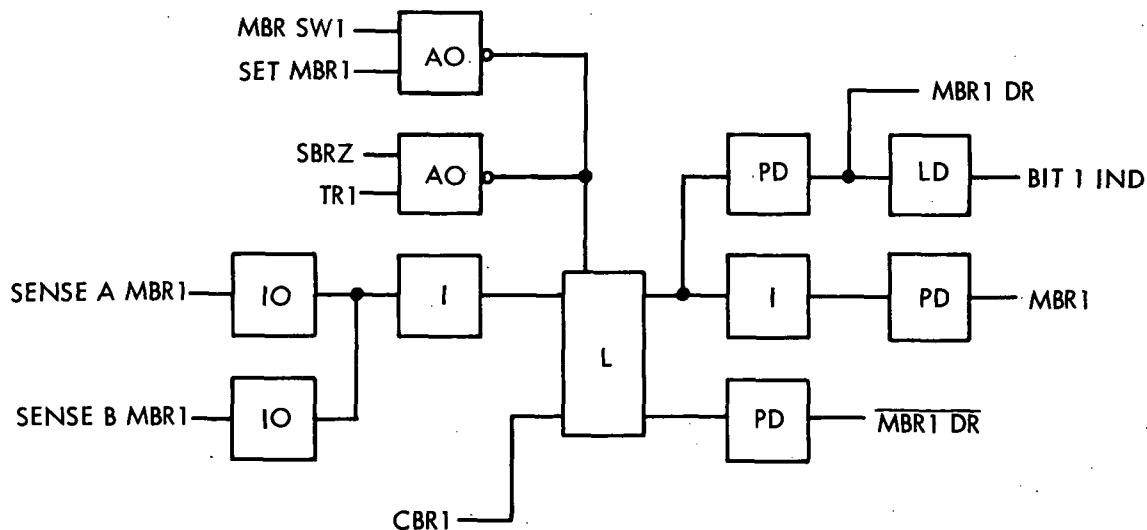 MBR SW1
SET MBR1
AO
SBRZ
TR1
AO
MBR1 DR
PD
LD
BIT 1 IND
SENSE A MBR1
IO
I
L
I
PD
MBR1
SENSE B MBR1
IO
PD
MBR1 DR
CBR1